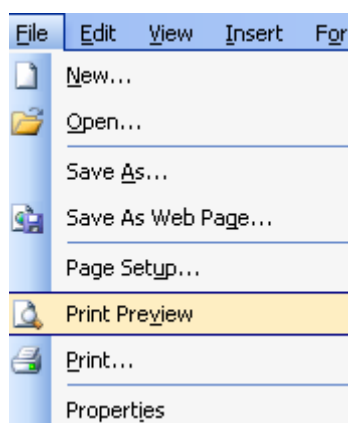 File Edit View Insert For
New...
Open...
Save As...
Save As Web Page...
Page Setup...
Print Preview
Print...
Properties